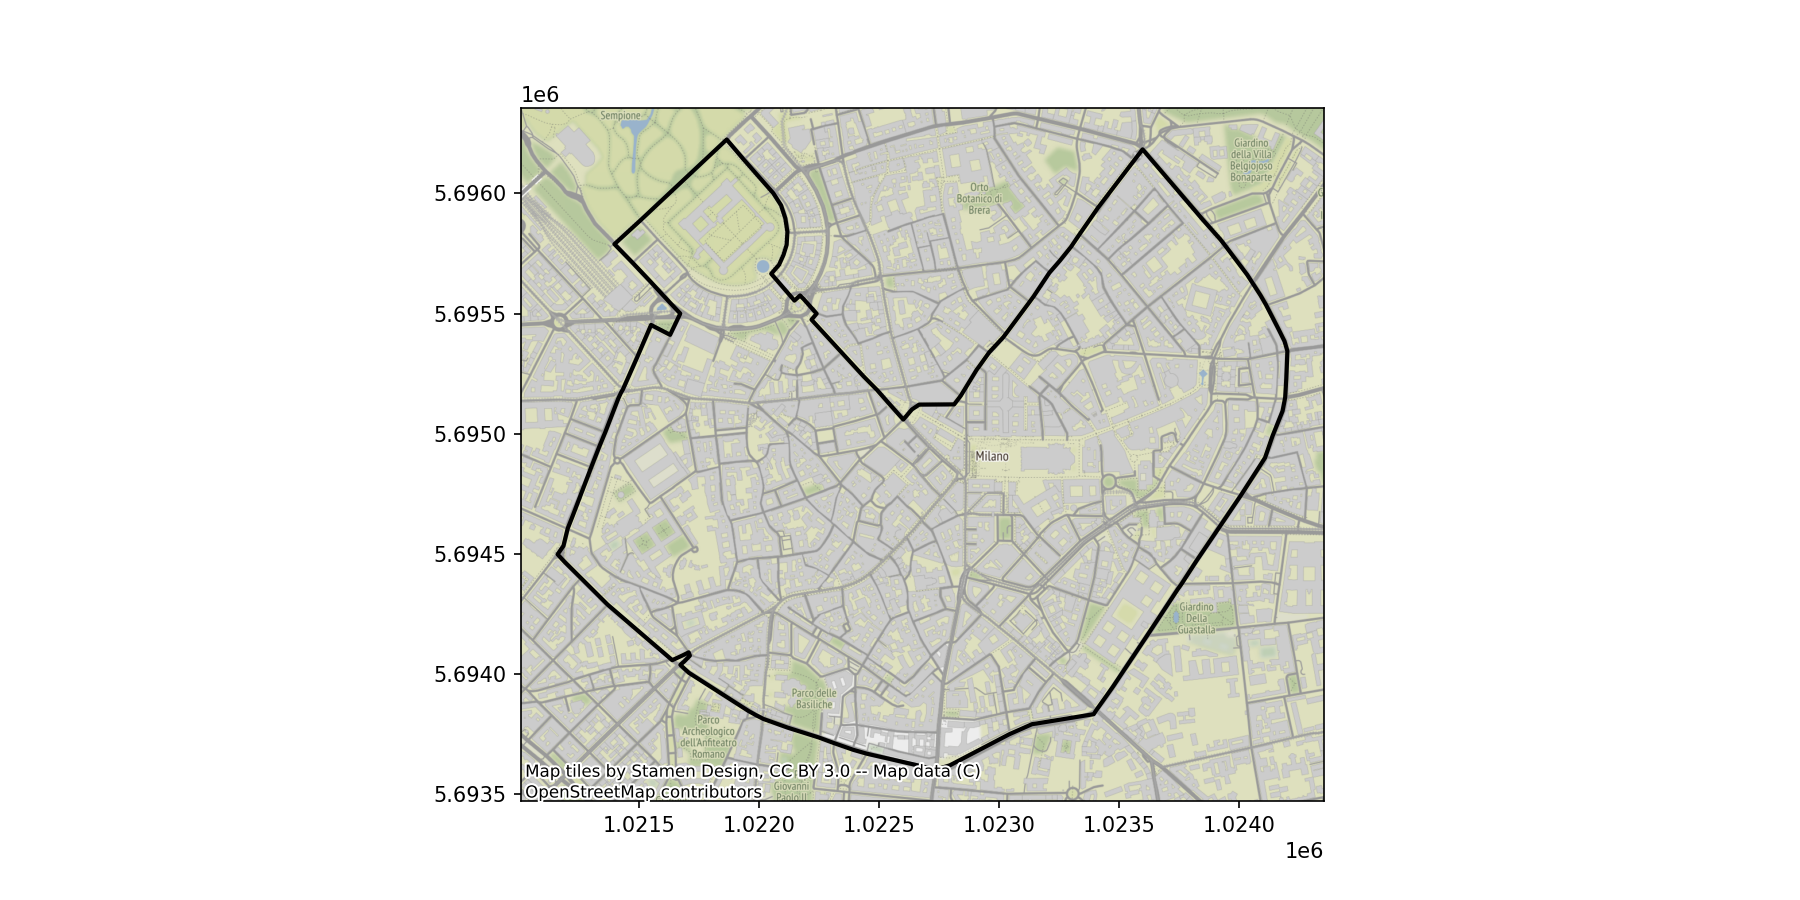 1e6
Sempione
Giardino
della Villa
Belgiojoso
Bonaparte
5.6960
Orto
Botanico di
Brera
5.6955
5.6950
Milano
5.6945
Giardino
Della
Guastalla
5.6940
Parco delle
Basiliche
Parco
Archeologico
dell'Anfiteatro
Romano
Map tiles by Stamen Design, CC BY 3.0 -- Map data (C)
OpenStreetMap contributors
Giovanni
Paolo II
5.6935
1.0215
1.0220
1.0225
1.0230
1.0235
1.0240
1e6